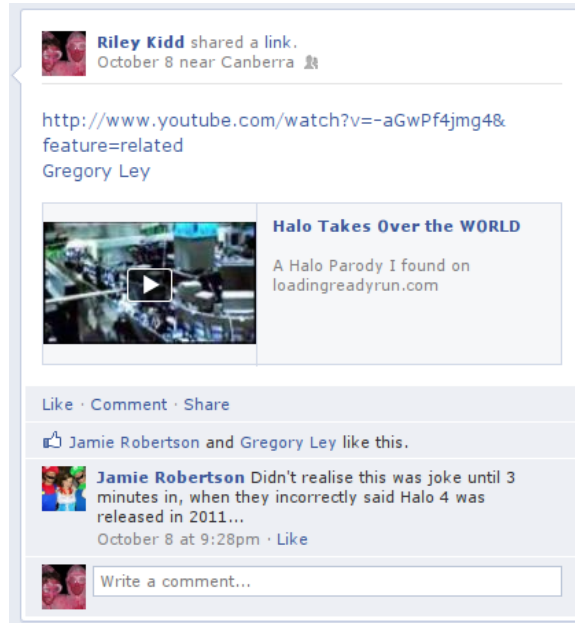 Riley Kidd shared a link.
October 8 near Canberra
http://www.youtube.com/watch?v=-aGwPf4jmg4&
feature=related
Gregory Ley
Halo Takes Over the WORLD
A Halo Parody I found on
loadingreadyrun.com
Like · Comment · Share
Jamie Robertson and Gregory Ley like this.
Jamie Robertson Didn't realise this was joke until 3
minutes in, when they incorrectly said Halo 4 was
released in 2011...
October 8 at 9:28pm · Like
Write a comment...